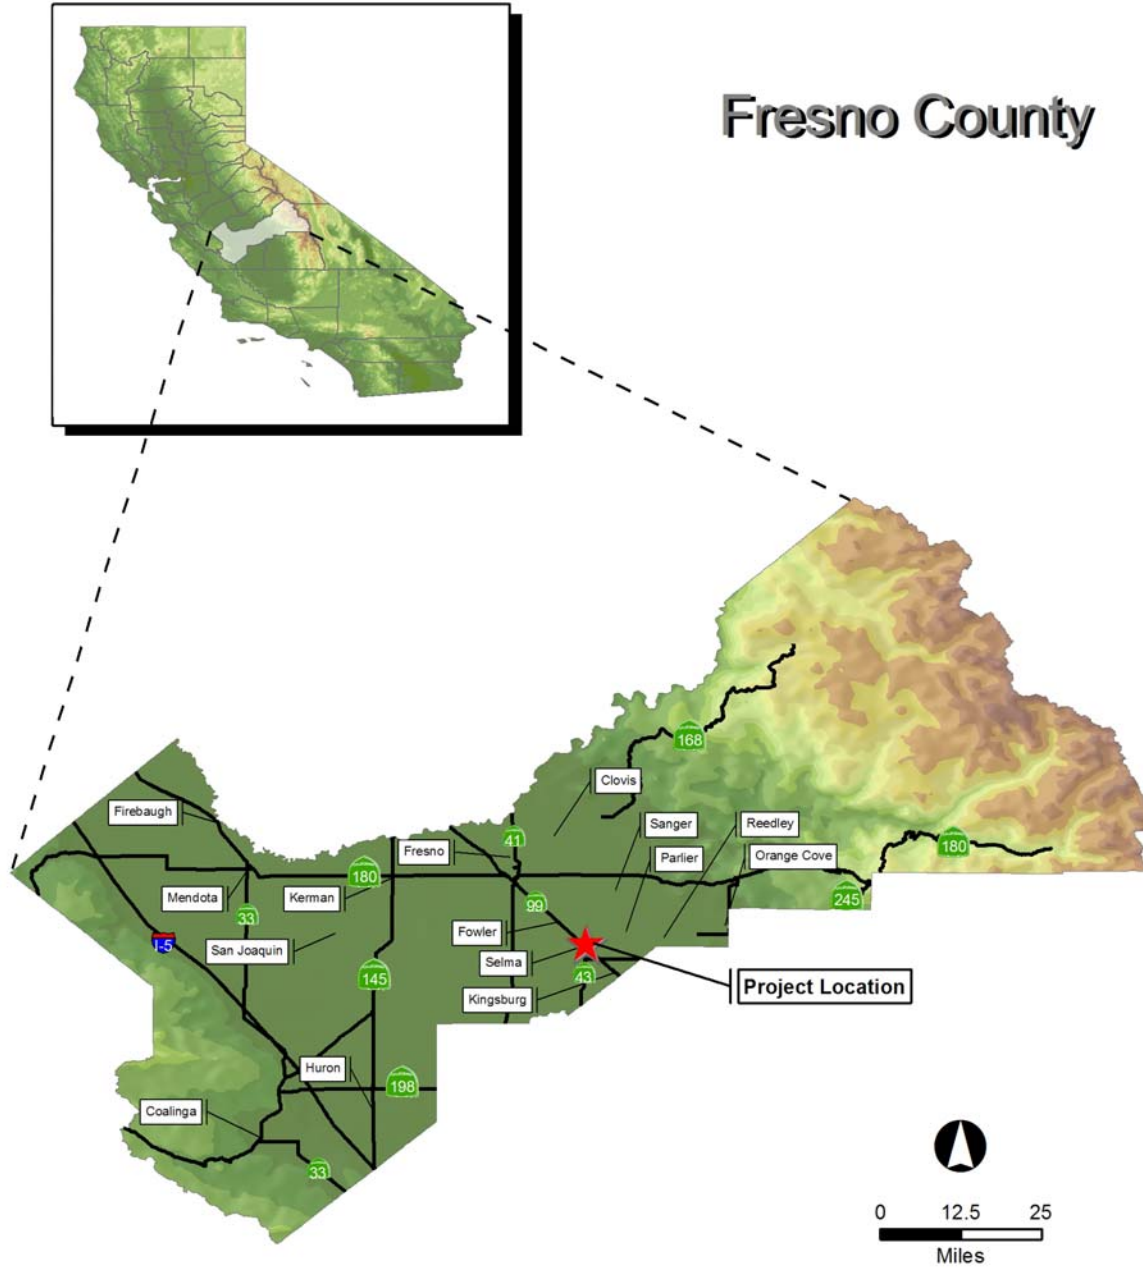 Fresno County
168
Clovis
Firebaugh
Sanger
Reedley
41
Fresno
180
Parlier
Orange Cove
180
Mendota
Kerman
245
33
99
Fowler
I-5
San Joaquin
Selma
145
43
Project Location
Kingsburg
Huron
198
Coalinga
33
0 12.5 25
Miles